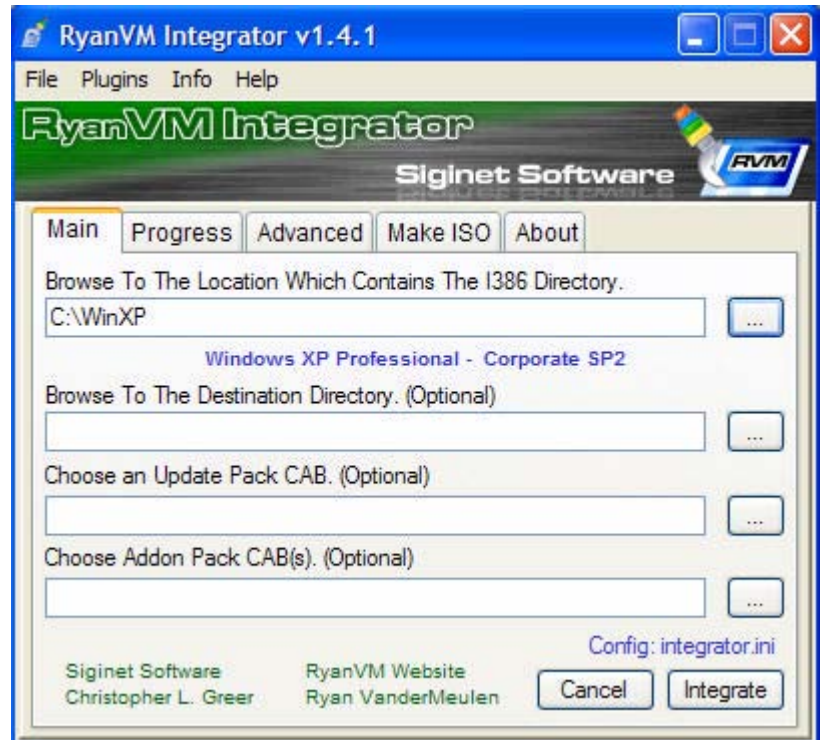 RyanVM Integrator v1.4.1
File Plugins Info Help
RyanVM Integrator
Siginet Software
RVM
Main Progress Advanced Make ISO About
Browse To The Location Which Contains The I386 Directory.
C:\WinXP
...
Windows XP Professional - Corporate SP2
Browse To The Destination Directory. (Optional)
...
Choose an Update Pack CAB. (Optional)
...
Choose Addon Pack CAB(s). (Optional)
...
Config: integrator.ini
Siginet Software RyanVM Website
Christopher L. Greer Ryan VanderMeulen
Cancel Integrate